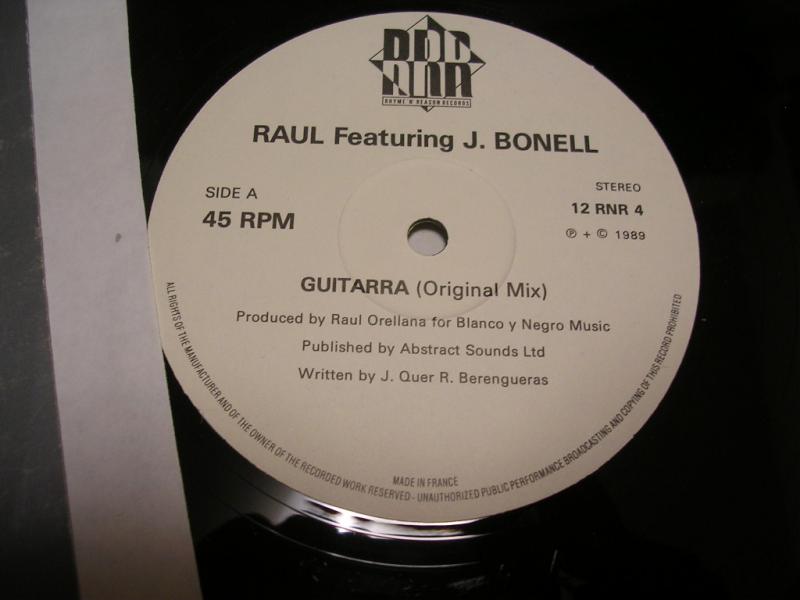 RNR
RHYME N' REASON RECORDS
RAUL Featuring J. BONELL
SIDE A
45 RPM
STEREO
12 RNR 4
℗ + © 1989
GUITARRA (Original Mix)
Produced by Raul Orellana for Blanco y Negro Music
Published by Abstract Sounds Ltd
Written by J. Quer R. Berengueras
MADE IN FRANCE
ALL RIGHTS OF THE MANUFACTURER AND OF THE OWNER OF THE RECORDED WORK RESERVED - UNAUTHORIZED PUBLIC PERFORMANCE BROADCASTING AND COPYING OF THIS RECORD PROHIBITED